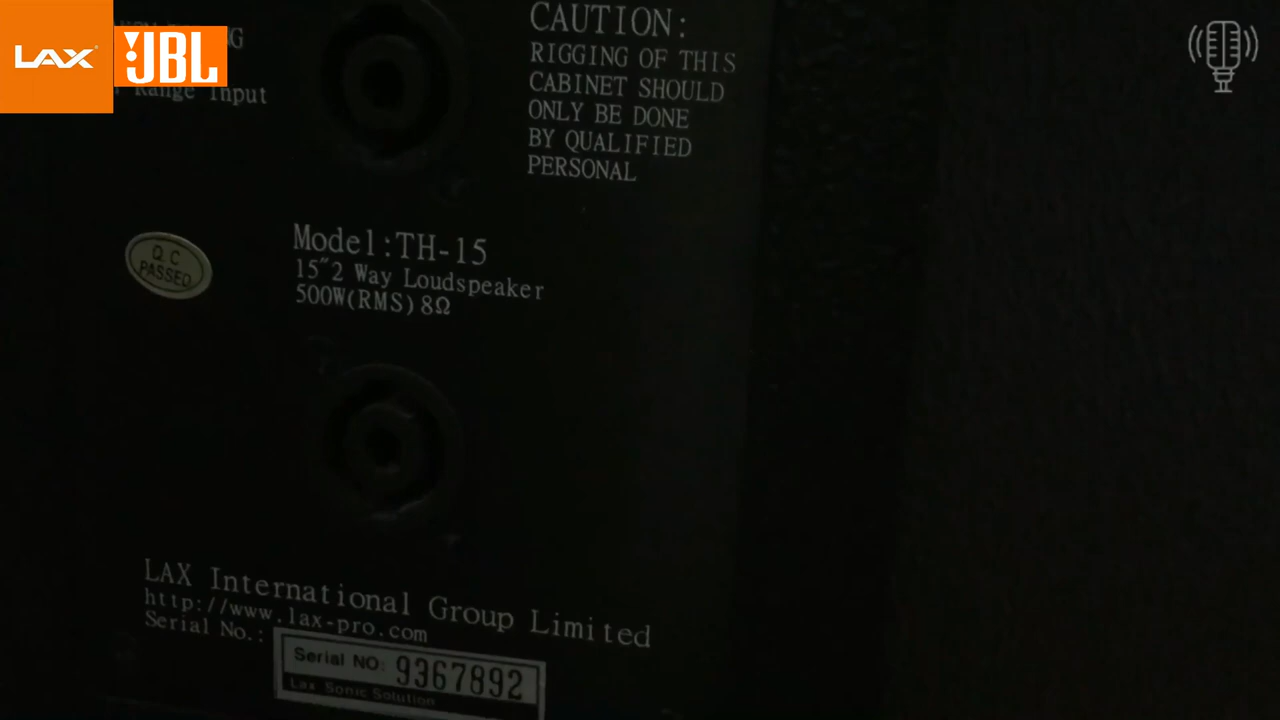 LAX
JBL
Range Input
CAUTION:
RIGGING OF THIS
CABINET SHOULD
ONLY BE DONE
BY QUALIFIED
PERSONAL
Q.C
PASSED
Model:TH-15
15″2 Way Loudspeaker
500W(RMS)8Ω
LAX International Group Limited
http://www.lax-pro.com
Serial No.:
Serial NO: 9367892
Lax Sonic Solution